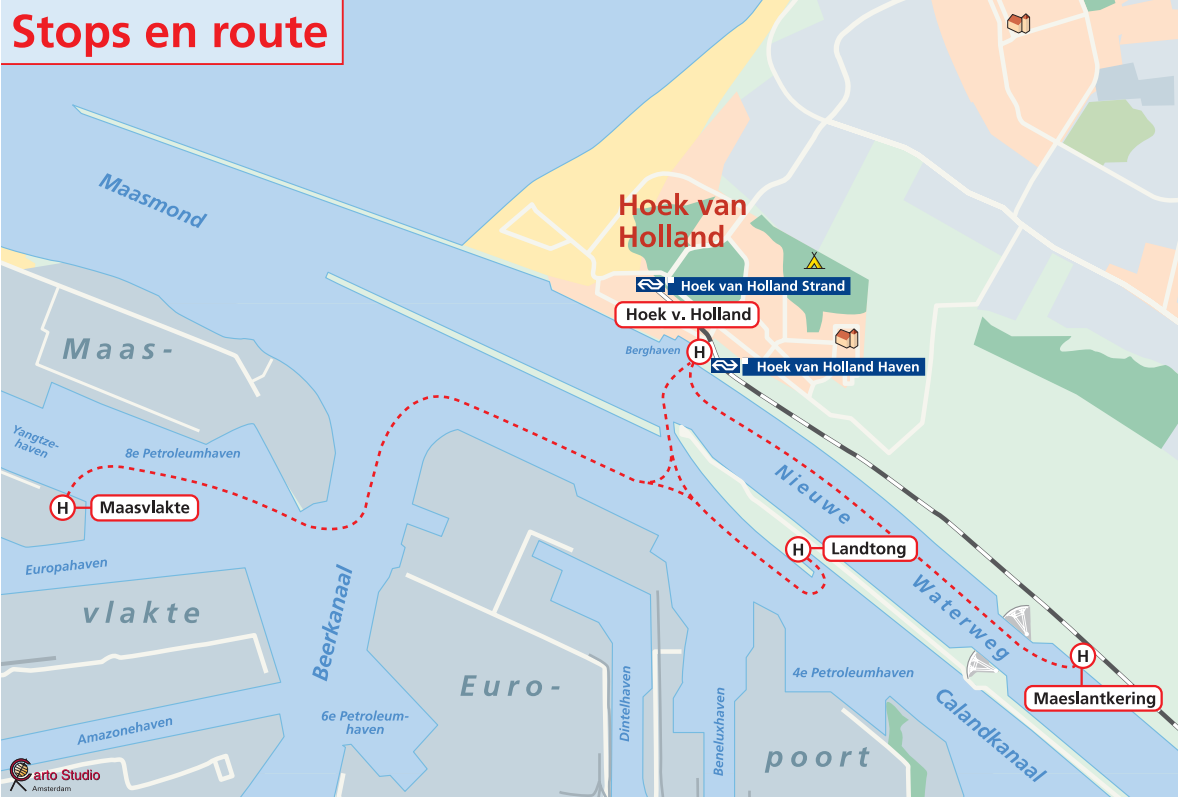 Stops en route
Maasmond
Hoek van
Holland
Hoek van Holland Strand
Hoek v. Holland
Berghaven
H
Hoek van Holland Haven
Maas-
Yangtze-
haven
8e Petroleumhaven
H
Maasvlakte
Nieuwe
H
Landtong
Europahaven
vlakte
Beerkanaal
Waterweg
H
Maeslantkering
Euro-
4e Petroleumhaven
Dintelhaven
Beneluxhaven
Calandkanaal
6e Petroleum-
haven
Amazonehaven
poort
Carto Studio
Amsterdam